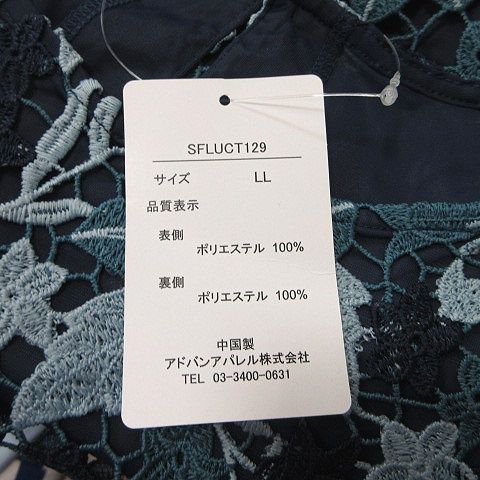 SFLUCT129
サイズ LL
品質表示
表側
ポリエステル 100%
裏側
ポリエステル 100%
中国製
アドバンアパレル株式会社
TEL 03-3400-0631